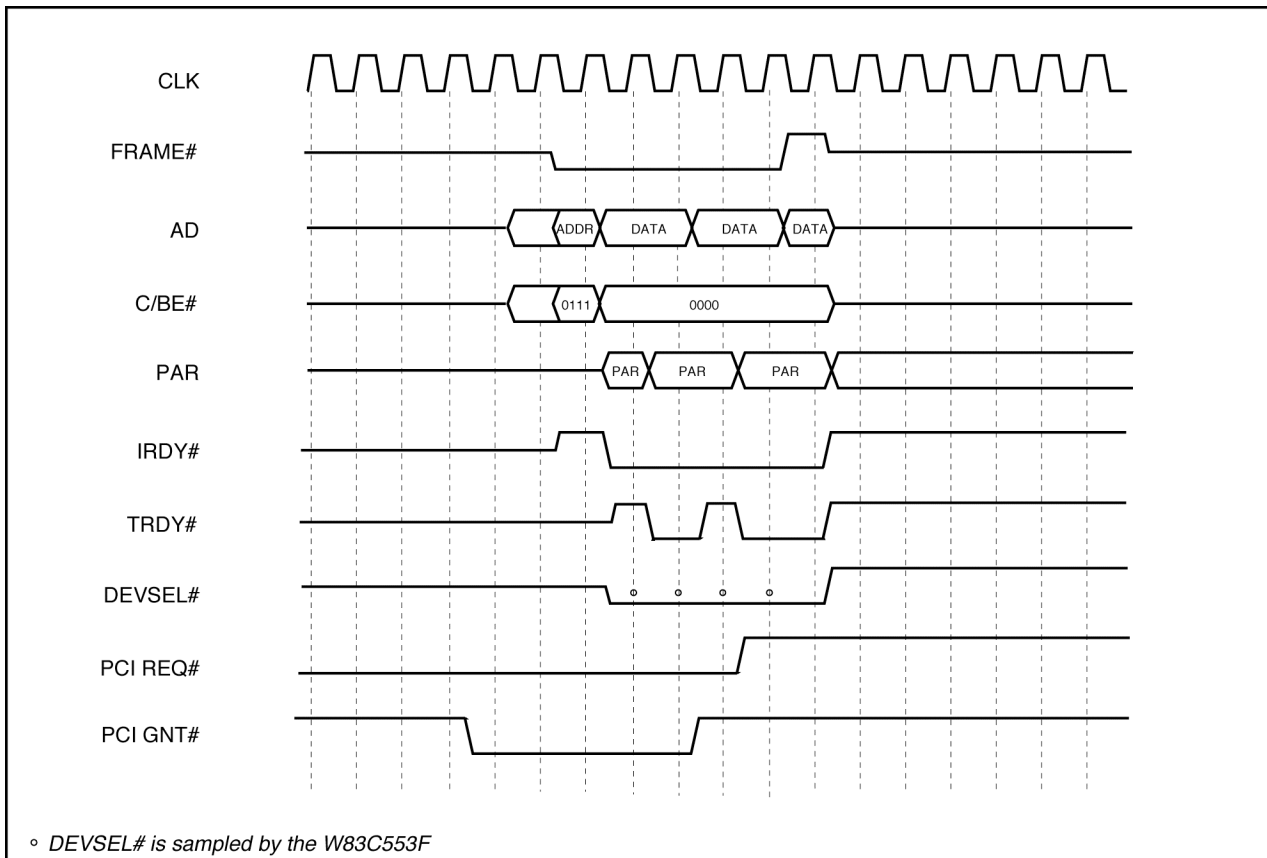 CLK
FRAME#
AD
ADDR DATA DATA DATA
C/BE#
0111 0000
PAR
PAR PAR PAR
IRDY#
TRDY#
DEVSEL#
PCI REQ#
PCI GNT#
° DEVSEL# is sampled by the W83C553F